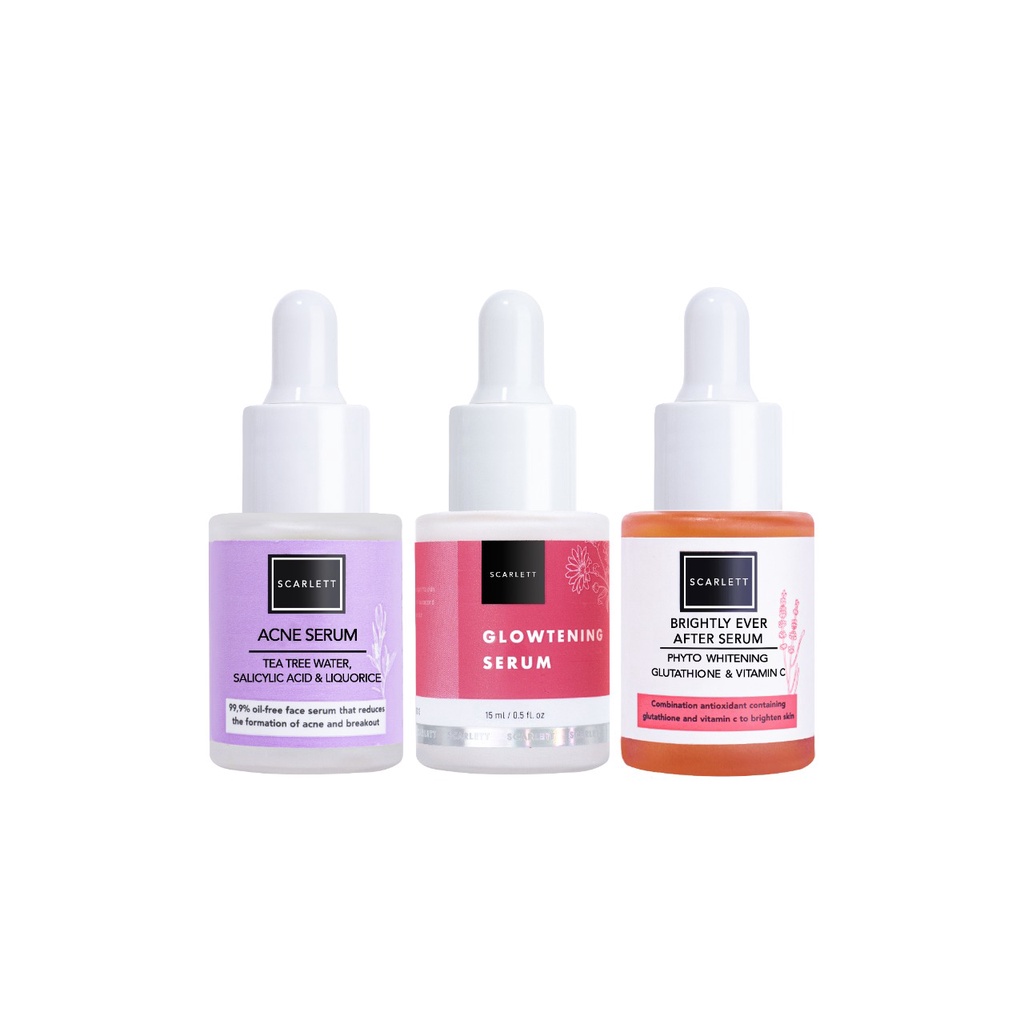 SCARLETT
ACNE SERUM
TEA TREE WATER,
SALICYLIC ACID & LIQUORICE
99,9% oil-free face serum that reduces
the formation of acne and breakout
SCARLETT
GLOWTENING
SERUM
15 ml / 0.5 fl. oz
SCARLETT SCARLETT
SCARLETT
BRIGHTLY EVER
AFTER SERUM
PHYTO WHITENING
GLUTATHIONE & VITAMIN C
Combination antioxidant containing
glutathione and vitamin c to brighten skin